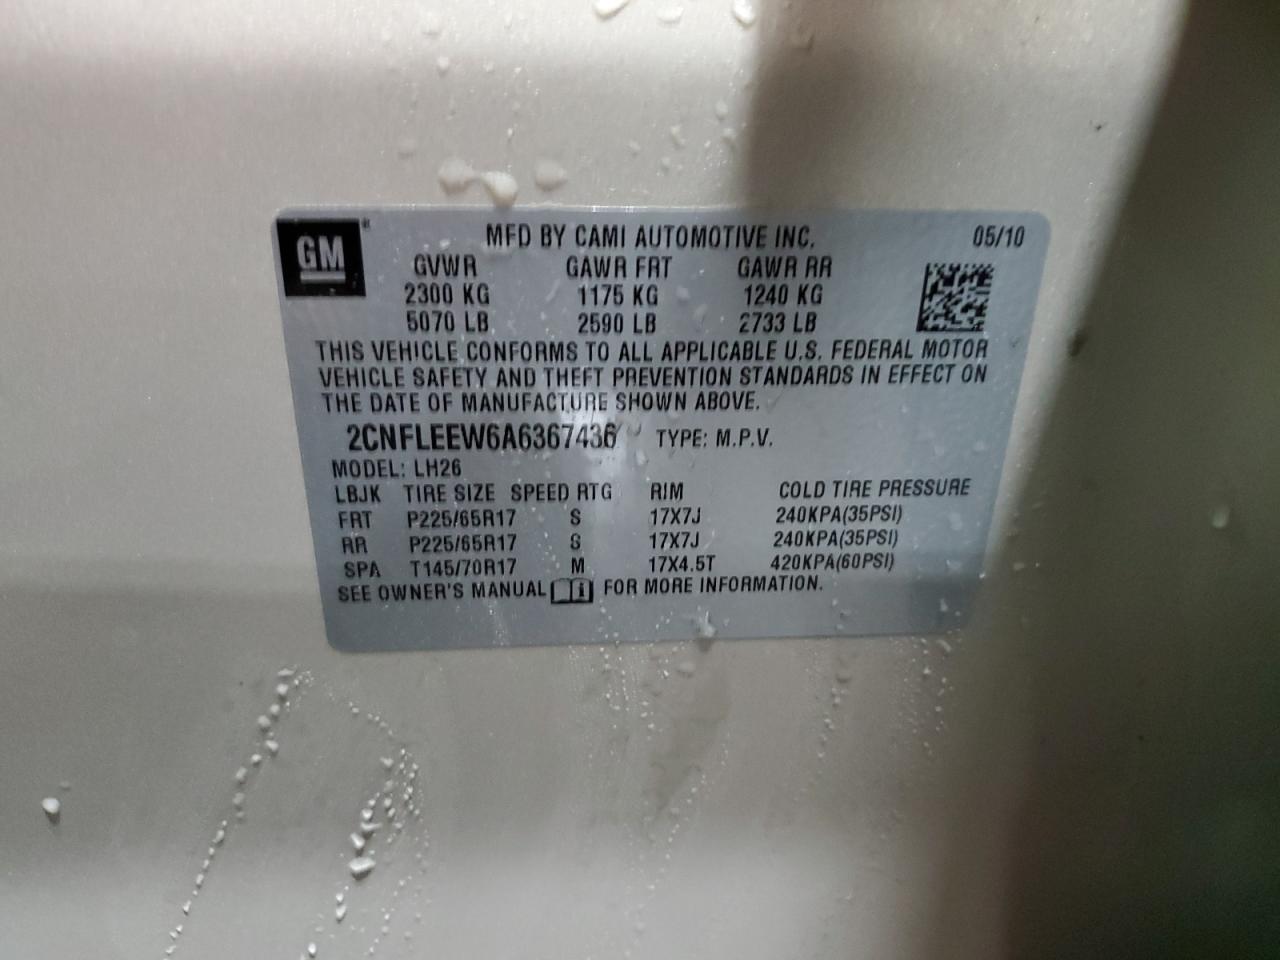 GM
MFD BY CAMI AUTOMOTIVE INC. 05/10
GVWR GAWR FRT GAWR RR
2300 KG 1175 KG 1240 KG
5070 LB 2590 LB 2733 LB
THIS VEHICLE CONFORMS TO ALL APPLICABLE U.S. FEDERAL MOTOR
VEHICLE SAFETY AND THEFT PREVENTION STANDARDS IN EFFECT ON
THE DATE OF MANUFACTURE SHOWN ABOVE.
2CNFLEEW6A6367436 TYPE: M.P.V.
MODEL: LH26
LBJK TIRE SIZE SPEED RTG RIM COLD TIRE PRESSURE
FRT P225/65R17 S 17X7J 240KPA(35PSI)
RR P225/65R17 S 17X7J 240KPA(35PSI)
SPA T145/70R17 M 17X4.5T 420KPA(60PSI)
SEE OWNER'S MANUAL FOR MORE INFORMATION.